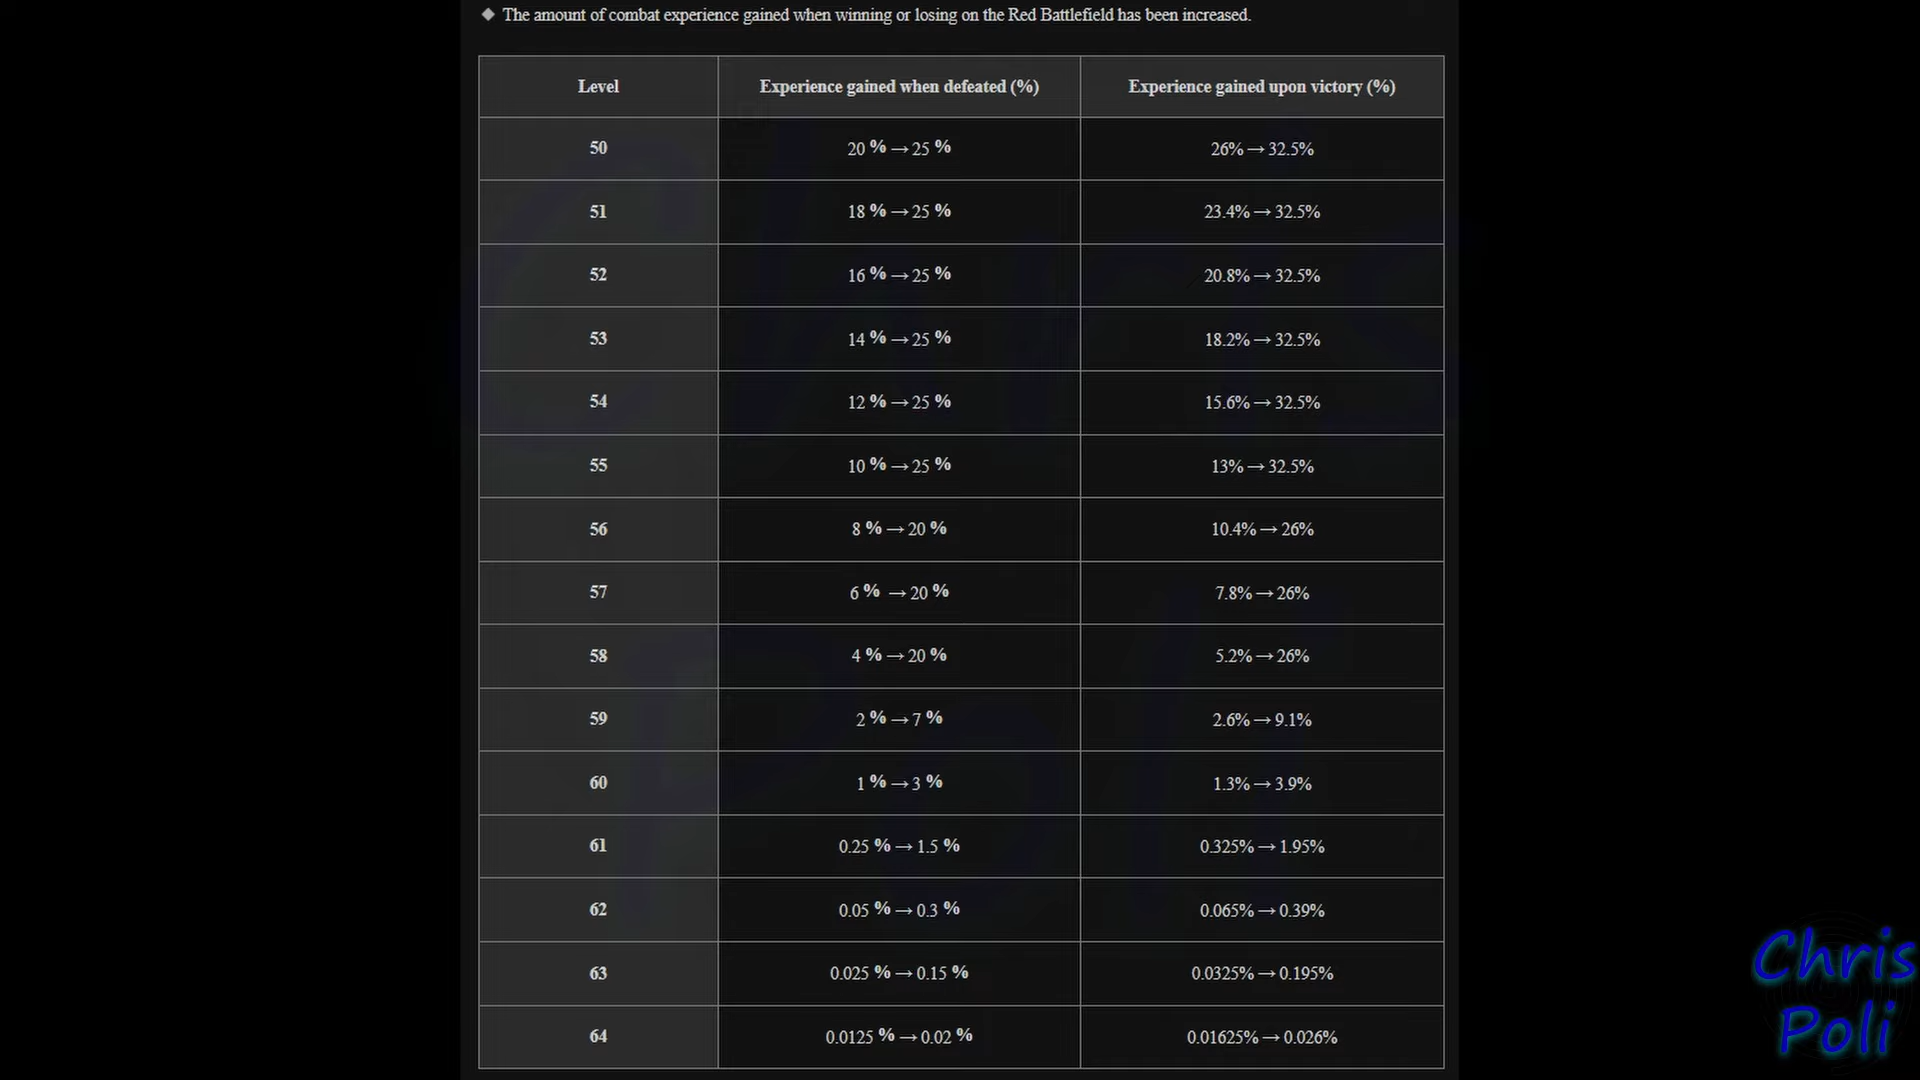 ◆ The amount of combat experience gained when winning or losing on the Red Battlefield has been increased.
Level Experience gained when defeated (%) Experience gained upon victory (%)
50 20 % → 25 % 26% → 32.5%
51 18 % → 25 % 23.4% → 32.5%
52 16 % → 25 % 20.8% → 32.5%
53 14 % → 25 % 18.2% → 32.5%
54 12 % → 25 % 15.6% → 32.5%
55 10 % → 25 % 13% → 32.5%
56 8 % → 20 % 10.4% → 26%
57 6 % → 20 % 7.8% → 26%
58 4 % → 20 % 5.2% → 26%
59 2 % → 7 % 2.6% → 9.1%
60 1 % → 3 % 1.3% → 3.9%
61 0.25 % → 1.5 % 0.325% → 1.95%
62 0.05 % → 0.3 % 0.065% → 0.39%
63 0.025 % → 0.15 % 0.0325% → 0.195%
64 0.0125 % → 0.02 % 0.01625% → 0.026%
Chris
Poli